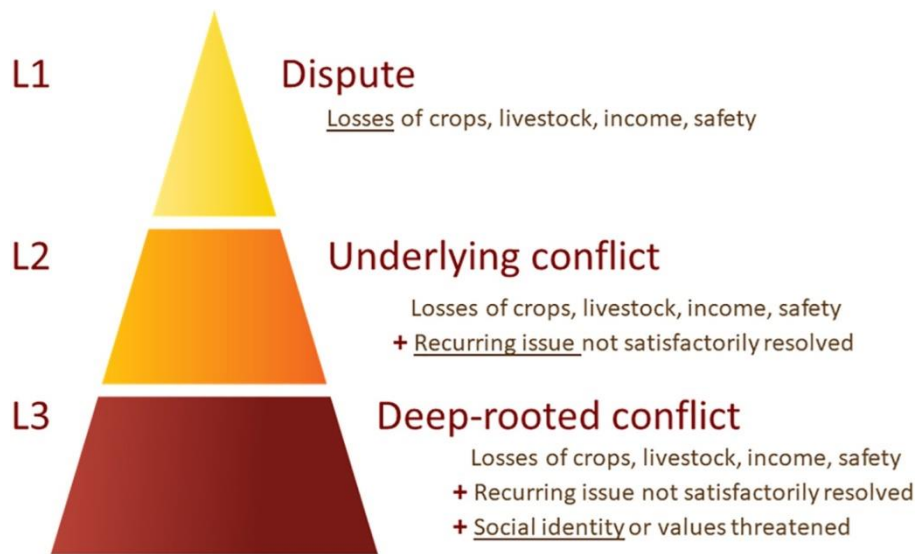 L1
Dispute
Losses of crops, livestock, income, safety
L2
Underlying conflict
Losses of crops, livestock, income, safety
+ Recurring issue not satisfactorily resolved
L3
Deep-rooted conflict
Losses of crops, livestock, income, safety
+ Recurring issue not satisfactorily resolved
+ Social identity or values threatened